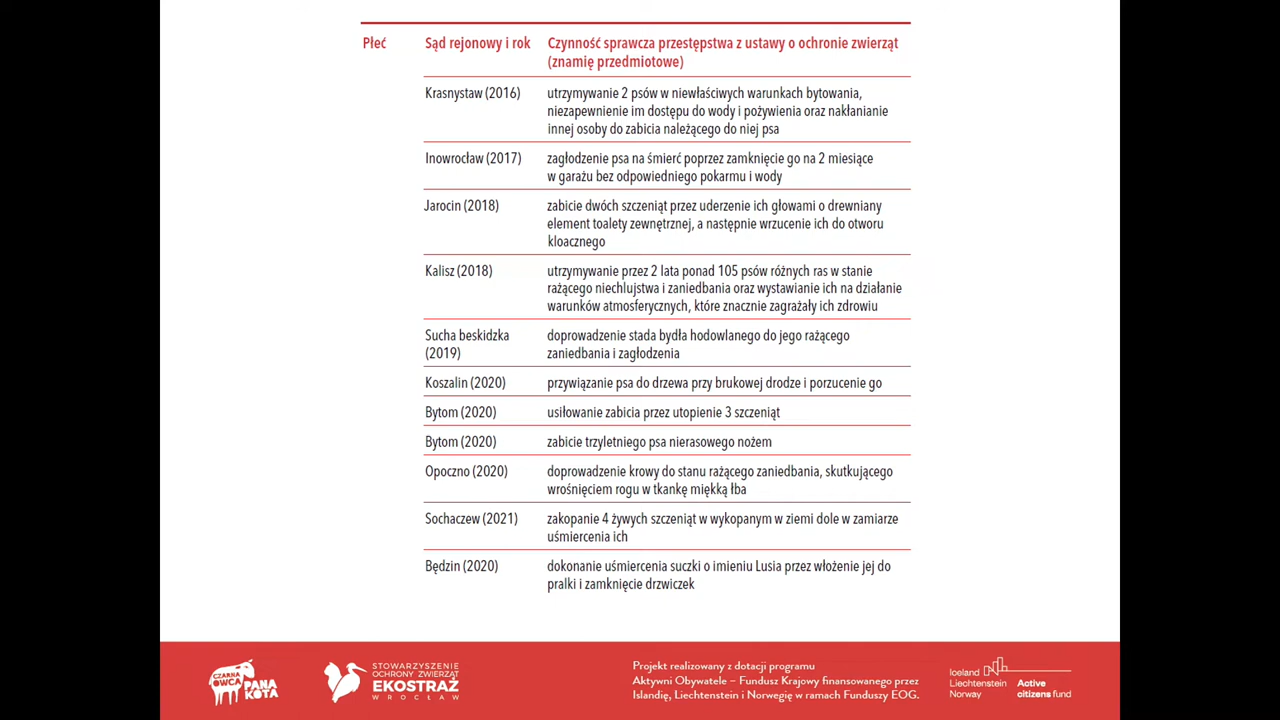 Płeć Sąd rejonowy i rok Czynność sprawcza przestępstwa z ustawy o ochronie zwierząt
(znamię przedmiotowe)
Krasnystaw (2016) utrzymywanie 2 psów w niewłaściwych warunkach bytowania,
niezapewnienie im dostępu do wody i pożywienia oraz nakłanianie
innej osoby do zabicia należącego do niej psa
Inowrocław (2017) zagłodzenie psa na śmierć poprzez zamknięcie go na 2 miesiące
w garażu bez odpowiedniego pokarmu i wody
Jarocin (2018) zabicie dwóch szczeniąt przez uderzenie ich głowami o drewniany
element toalety zewnętrznej, a następnie wrzucenie ich do otworu
kloacznego
Kalisz (2018) utrzymywanie przez 2 lata ponad 105 psów różnych ras w stanie
rażącego niechlujstwa i zaniedbania oraz wystawianie ich na działanie
warunków atmosferycznych, które znacznie zagrażały ich zdrowiu
Sucha beskidzka doprowadzenie stada bydła hodowlanego do jego rażącego
(2019) zaniedbania i zagłodzenia
Koszalin (2020) przywiązanie psa do drzewa przy brukowej drodze i porzucenie go
Bytom (2020) usiłowanie zabicia przez utopienie 3 szczeniąt
Bytom (2020) zabicie trzyletniego psa nierasowego nożem
Opoczno (2020) doprowadzenie krowy do stanu rażącego zaniedbania, skutkującego
wrośnięciem rogu w tkankę miękką łba
Sochaczew (2021) zakopanie 4 żywych szczeniąt w wykopanym w ziemi dole w zamiarze
uśmiercenia ich
Będzin (2020) dokonanie uśmiercenia suczki o imieniu Lusia przez włożenie jej do
pralki i zamknięcie drzwiczek
CZARNA
OWCA
PANA
KOTA
STOWARZYSZENIE
OCHRONY ZWIERZĄT
EKOSTRAŻ
WROCŁAW
Projekt realizowany z dotacji programu
Aktywni Obywatele – Fundusz Krajowy finansowanego przez
Islandię, Liechtenstein i Norwegię w ramach Funduszy EOG.
Iceland
Liechtenstein Active
Norway citizens fund